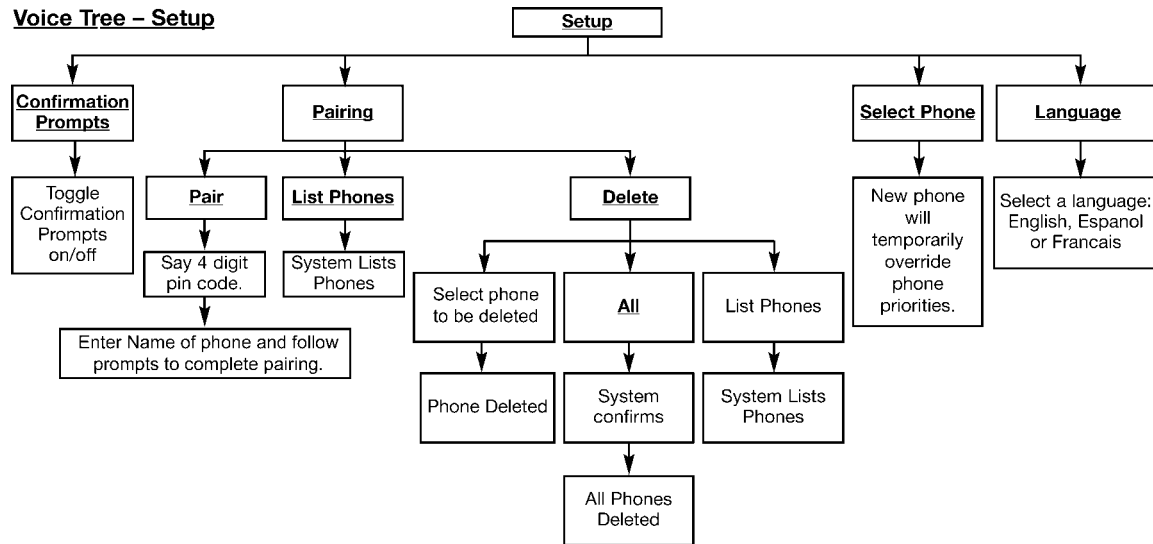 Voice Tree – Setup
Setup
Confirmation
Prompts
Pairing
Select Phone
Language
Toggle
Confirmation
Prompts
on/off
Pair
List Phones
Delete
New phone
will
temporarily
override
phone
priorities.
Select a language:
English, Espanol
or Francais
Say 4 digit
pin code.
System Lists
Phones
Select phone
to be deleted
All
List Phones
Enter Name of phone and follow
prompts to complete pairing.
Phone Deleted
System
confirms
System Lists
Phones
All Phones
Deleted